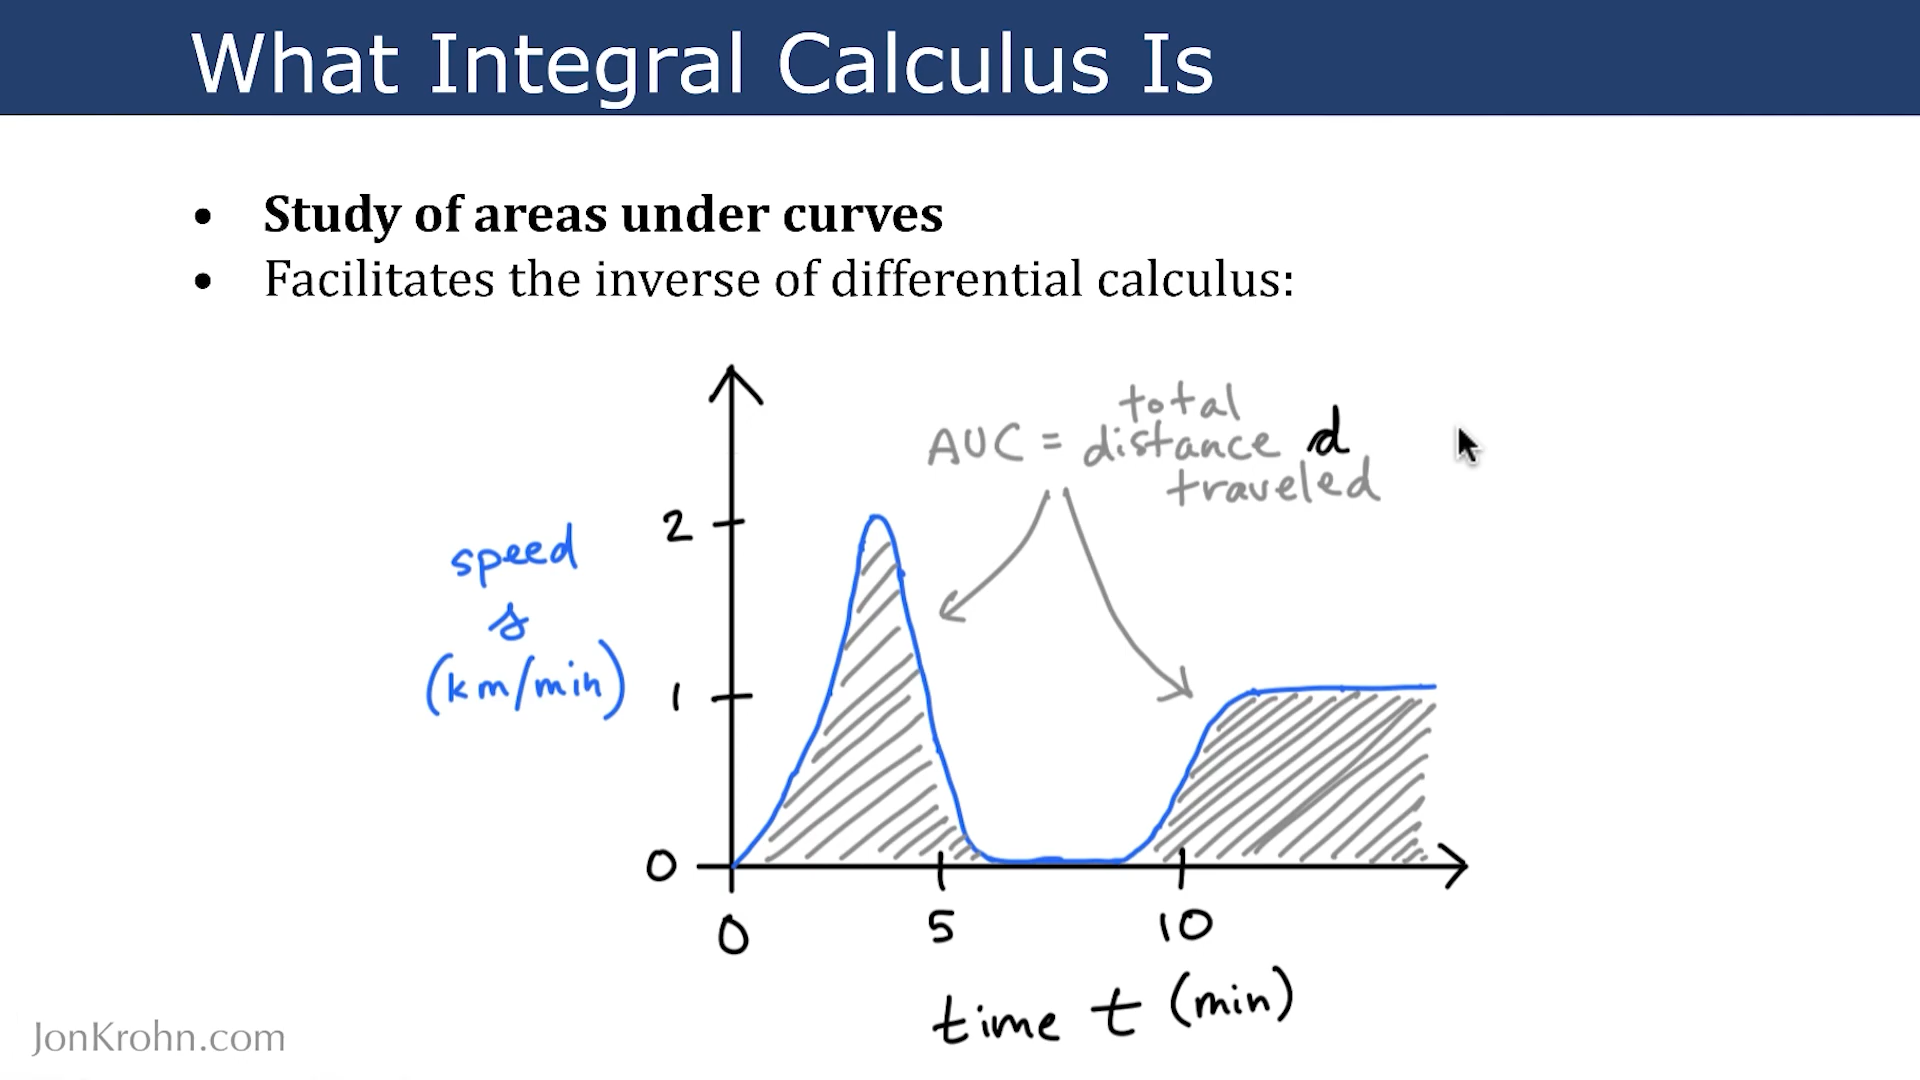 What Integral Calculus Is
• Study of areas under curves
• Facilitates the inverse of differential calculus:
total
AUC = distance d
traveled
2
speed
s
(km/min)
1
0
0 5 10
time t (min)
JonKrohn.com